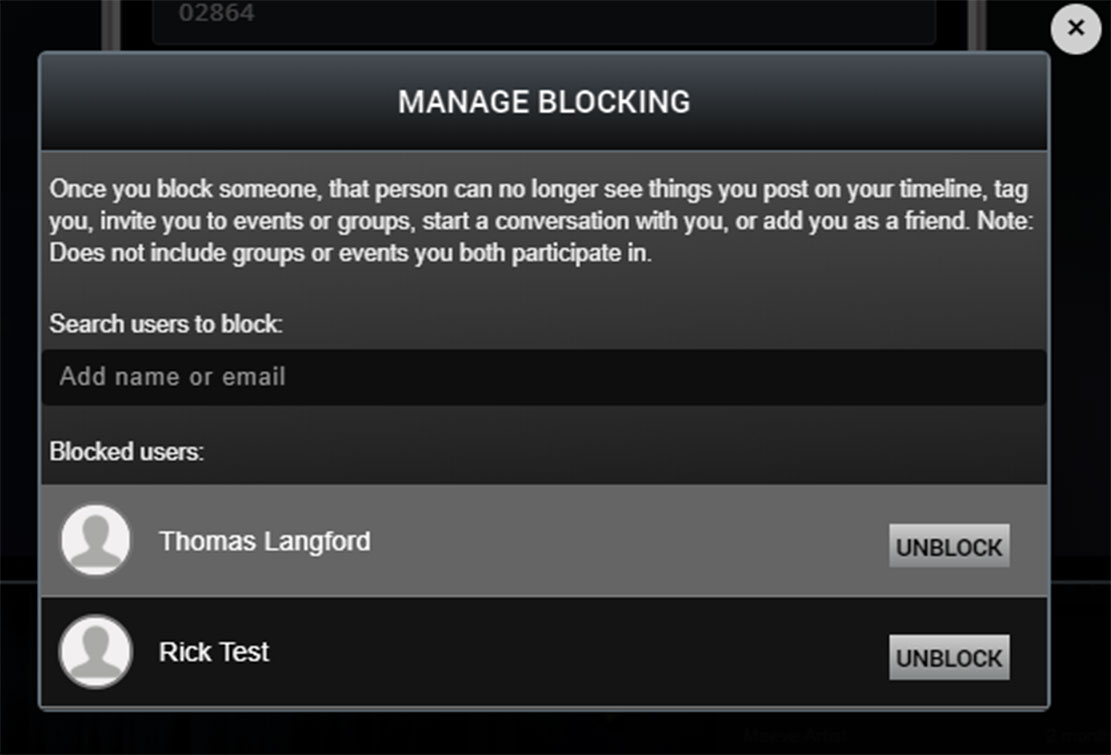 02864
MANAGE BLOCKING
Once you block someone, that person can no longer see things you post on your timeline, tag
you, invite you to events or groups, start a conversation with you, or add you as a friend. Note:
Does not include groups or events you both participate in.
Search users to block:
Add name or email
Blocked users:
Thomas Langford
UNBLOCK
Rick Test
UNBLOCK